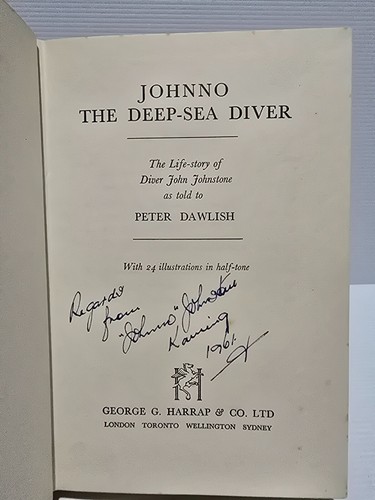 JOHNNO
THE DEEP-SEA DIVER
The Life-story of
Diver John Johnstone
as told to
PETER DAWLISH
With 24 illustrations in half-tone
Regards
from
"Johnno" Johnstone
1961.
GEORGE G. HARRAP & CO. LTD
LONDON TORONTO WELLINGTON SYDNEY